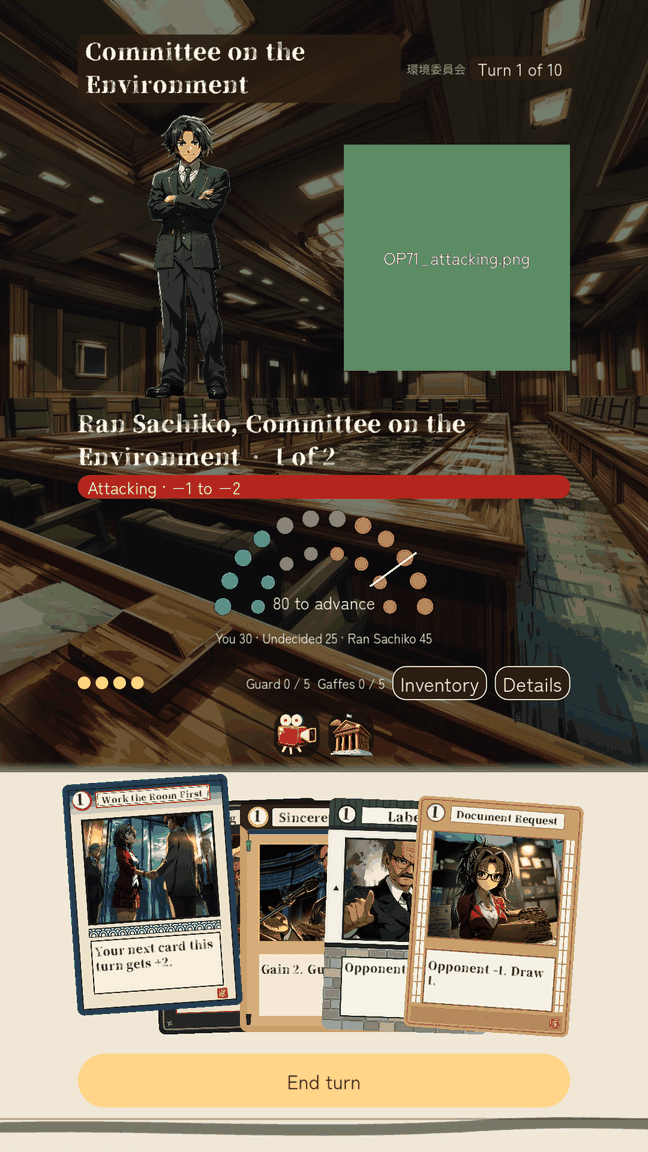 Committee on the
Environment
環境委員会
Turn 1 of 10
OP71_attacking.png
Ran Sachiko, Committee on the
Environment · 1 of 2
Attacking · −1 to −2
80 to advance
You 30 · Undecided 25 · Ran Sachiko 45
Guard 0 / 5 Gaffes 0 / 5
Inventory
Details
1 Work the Room First
Your next card this
turn gets +2.
1 Sincere
Gain 2. Gu
1 Labe
Opponent
1 Document Request
Opponent -1. Draw
1.
End turn